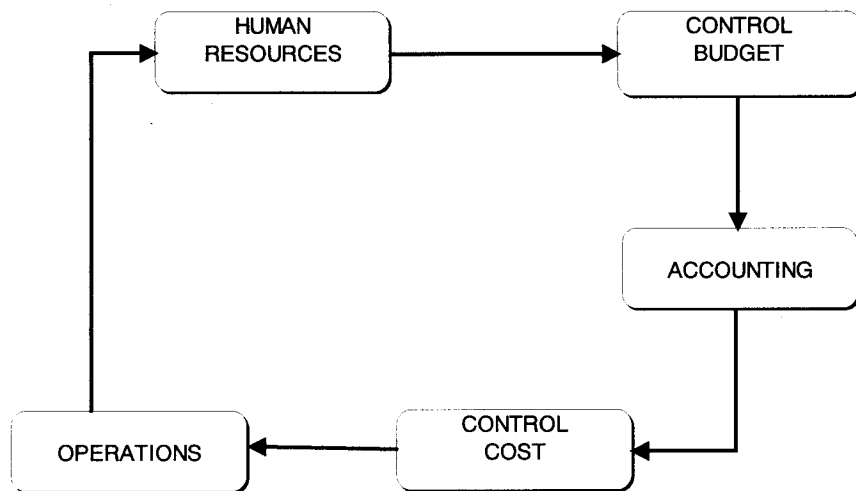 HUMAN
RESOURCES
CONTROL
BUDGET
ACCOUNTING
CONTROL
COST
OPERATIONS